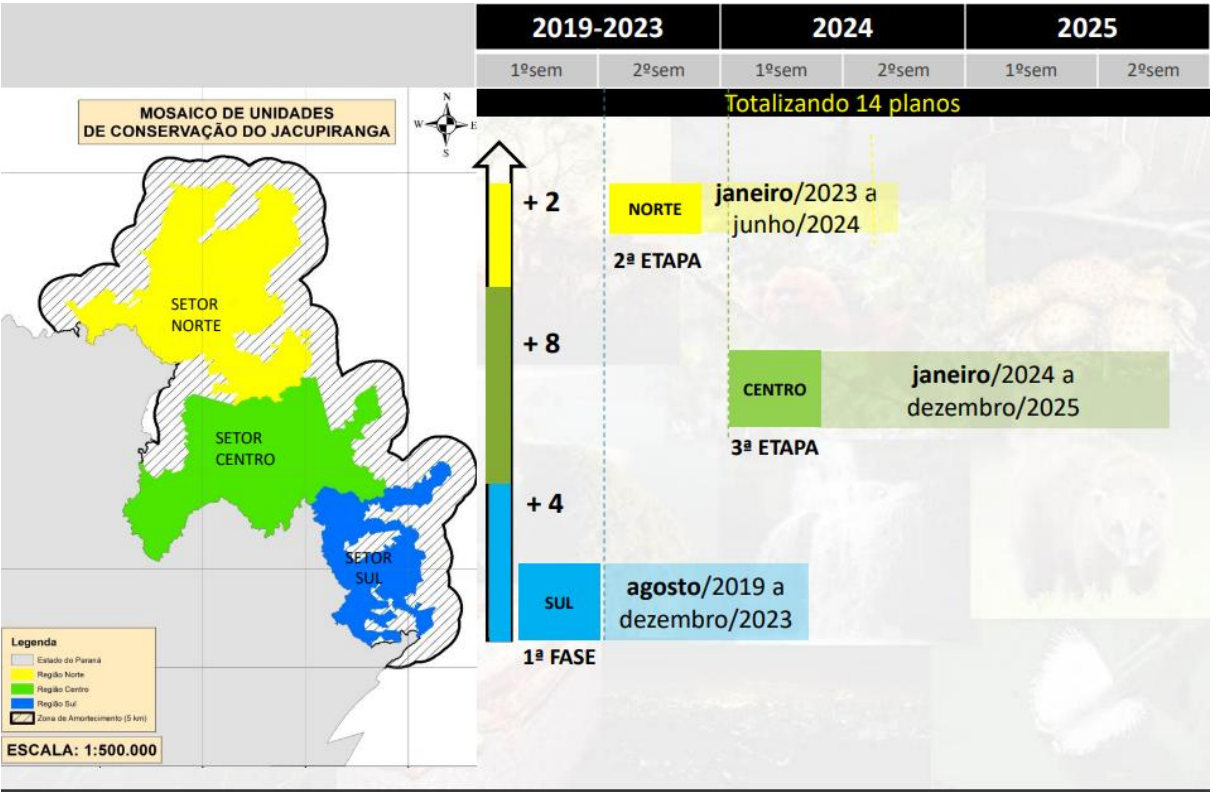 2019-2023
2024
2025
1ºsem
2ºsem
1ºsem
2ºsem
1ºsem
2ºsem
Totalizando 14 planos
MOSAICO DE UNIDADES
DE CONSERVAÇÃO DO JACUPIRANGA
N
W
E
S
SETOR
NORTE
SETOR
CENTRO
SETOR
SUL
Legenda
Estado do Paraná
Região Norte
Região Centro
Região Sul
Zona de Amortecimento (5 km)
ESCALA: 1:500.000
+ 2
NORTE
janeiro/2023 a
junho/2024
2ª ETAPA
+ 8
CENTRO
janeiro/2024 a
dezembro/2025
3ª ETAPA
+ 4
SUL
agosto/2019 a
dezembro/2023
1ª FASE